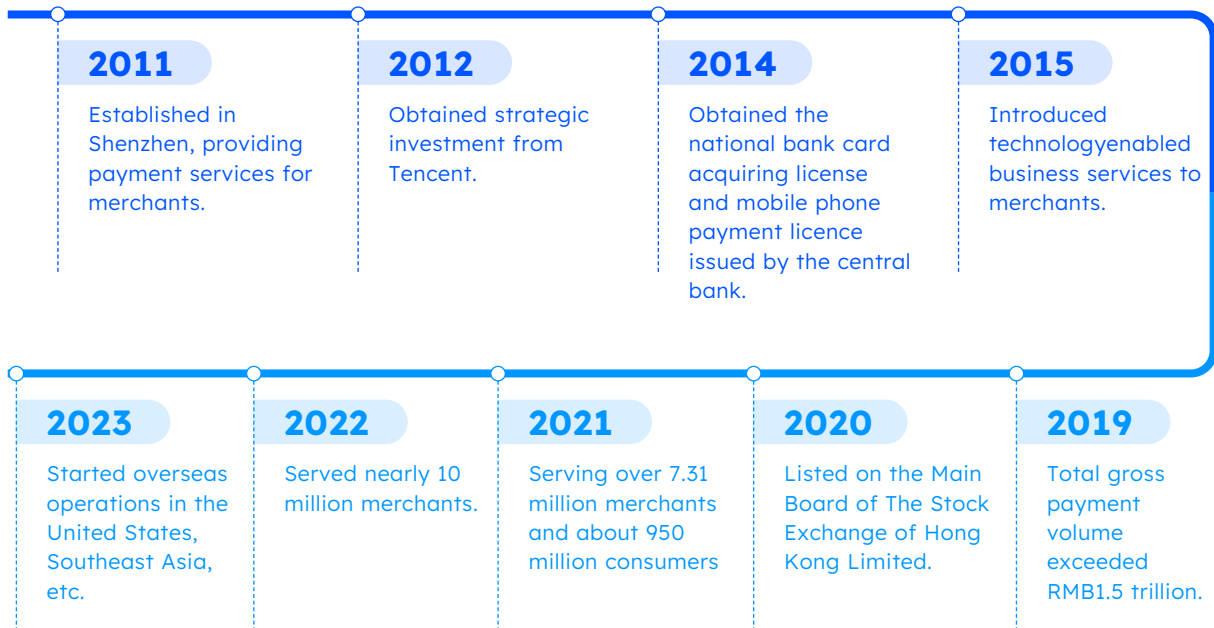 2011
Established in
Shenzhen, providing
payment services for
merchants.
2012
Obtained strategic
investment from
Tencent.
2014
Obtained the
national bank card
acquiring license
and mobile phone
payment licence
issued by the central
bank.
2015
Introduced
technologyenabled
business services to
merchants.
2023
Started overseas
operations in the
United States,
Southeast Asia,
etc.
2022
Served nearly 10
million merchants.
2021
Serving over 7.31
million merchants
and about 950
million consumers
2020
Listed on the Main
Board of The Stock
Exchange of Hong
Kong Limited.
2019
Total gross
payment
volume
exceeded
RMB1.5 trillion.